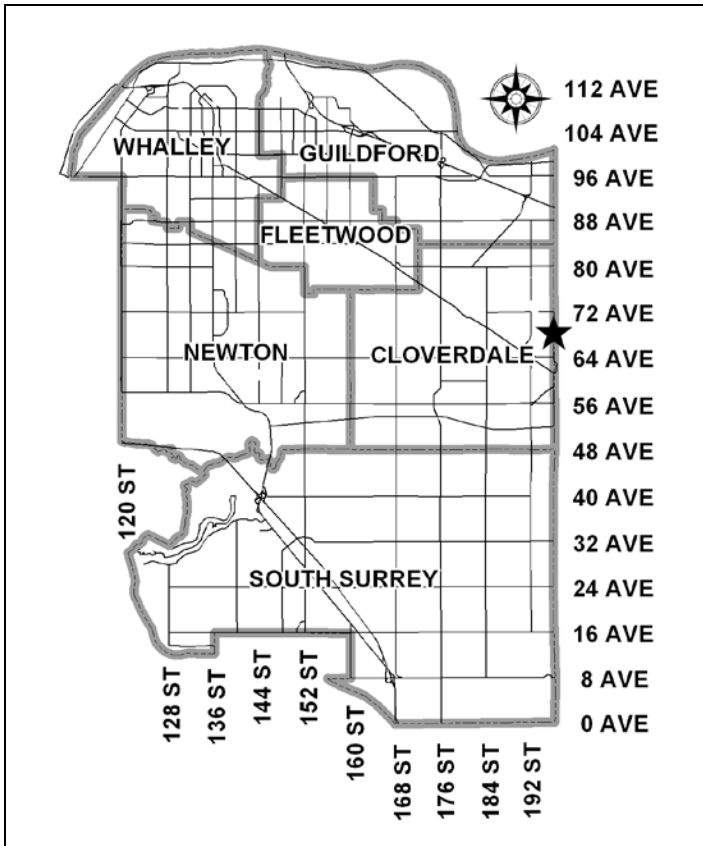 112 AVE
104 AVE
WHALLEY
GUILDFORD
96 AVE
88 AVE
FLEETWOOD
80 AVE
72 AVE
NEWTON
CLOVERDALE
64 AVE
56 AVE
48 AVE
120 ST
40 AVE
32 AVE
SOUTH SURREY
24 AVE
16 AVE
128 ST
136 ST
144 ST
152 ST
160 ST
8 AVE
0 AVE
168 ST
176 ST
184 ST
192 ST